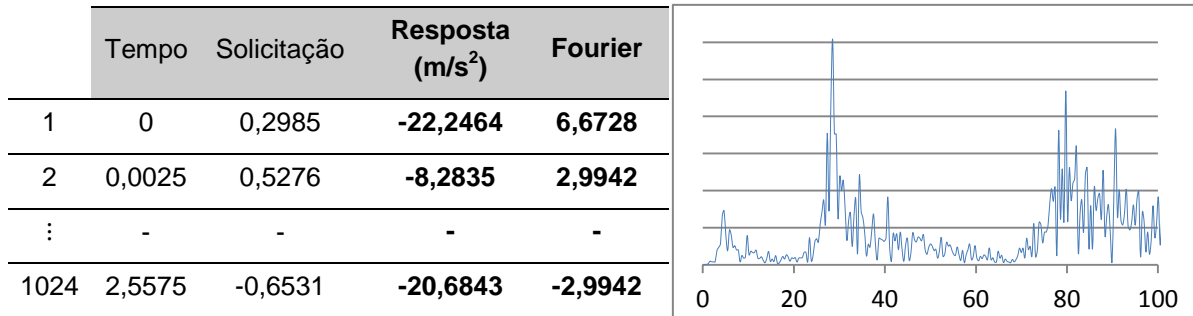 Tempo Solicitação Resposta (m/s²) Fourier
1 0 0,2985 -22,2464 6,6728
2 0,0025 0,5276 -8,2835 2,9942
⋮ - - - -
1024 2,5575 -0,6531 -20,6843 -2,9942
0 20 40 60 80 100